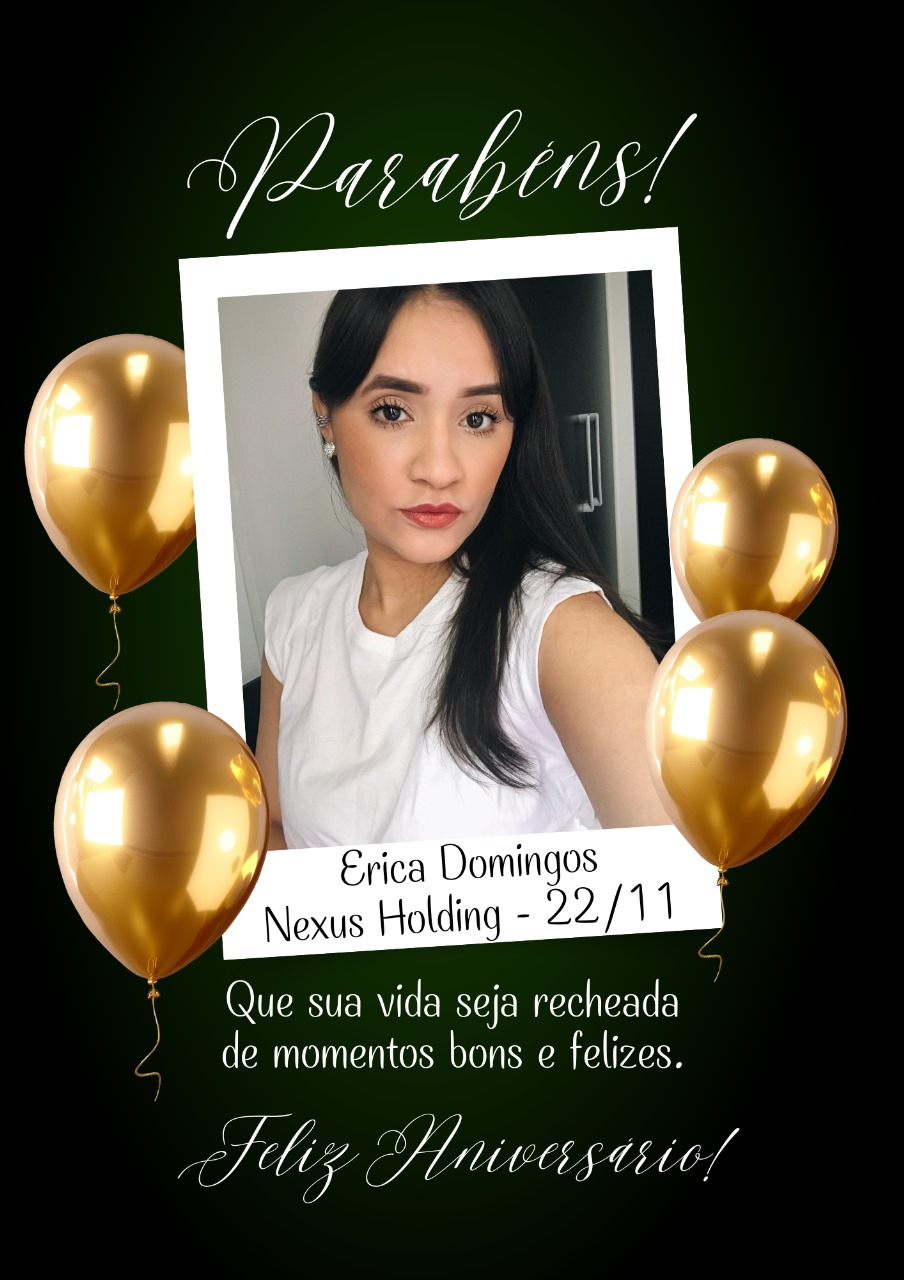 Parabéns!
Erica Domingos
Nexus Holding - 22/11
Que sua vida seja recheada
de momentos bons e felizes.
Feliz Aniversário!